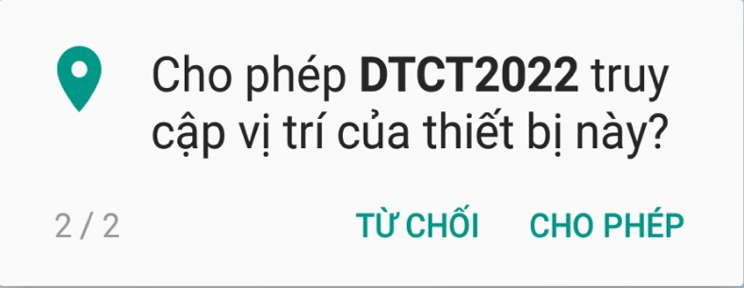 Cho phép DTCT2022 truy
cập vị trí của thiết bị này?
2 / 2 TỪ CHỐI CHO PHÉP